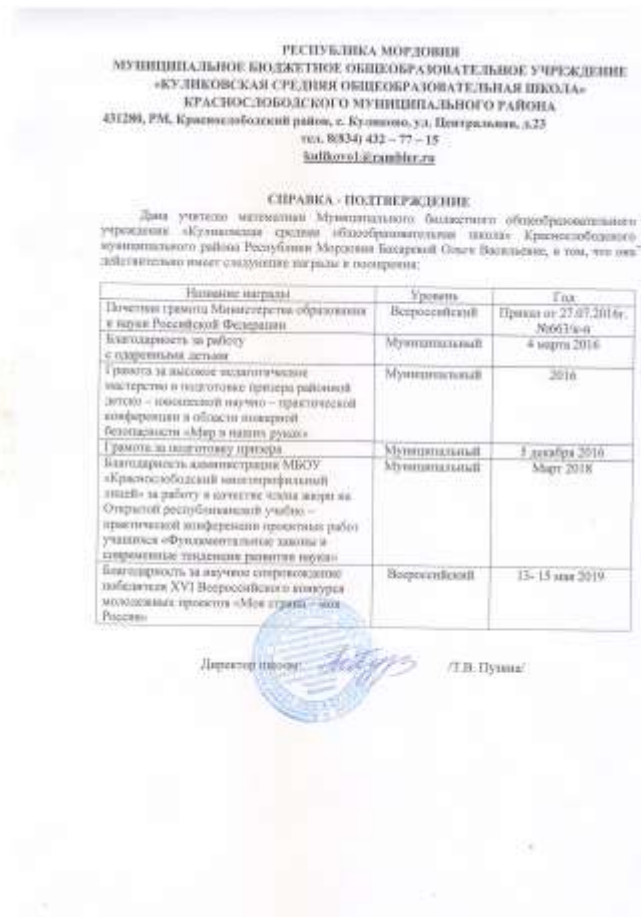 РЕСПУБЛИКА МОРДОВИЯ
МУНИЦИПАЛЬНОЕ БЮДЖЕТНОЕ ОБЩЕОБРАЗОВАТЕЛЬНОЕ УЧРЕЖДЕНИЕ
«КУЛИКОВСКАЯ СРЕДНЯЯ ОБЩЕОБРАЗОВАТЕЛЬНАЯ ШКОЛА»
КРАСНОСЛОБОДСКОГО МУНИЦИПАЛЬНОГО РАЙОНА
431280, РМ, Краснослободский район, с. Куликово, ул. Центральная, д.23
тел. 8(834) 432 – 77 – 15
kulikovo1@rambler.ru
СПРАВКА - ПОДТВЕРЖДЕНИЕ
Дана учителю математики Муниципального бюджетного общеобразовательного
учреждения «Куликовская средняя общеобразовательная школа» Краснослободского
муниципального района Республики Мордовия Бахаревой Ольге Васильевне, в том, что она
действительно имеет следующие награды и поощрения:
Название награды Уровень Год
Почетная грамота Министерства образования Всероссийский Приказ от 27.07.2016г.
и науки Российской Федерации №663/к-н
Благодарность за работу Муниципальный 4 марта 2016
с одаренными детьми
Грамота за высокое педагогическое Муниципальный 2016
мастерство и подготовке призера районной
детско – юношеской научно – практической
конференции в области пожарной
безопасности «Мир в наших руках»
Грамота за подготовку призера Муниципальный 5 декабря 2016
Благодарность администрации МБОУ Муниципальный Март 2018
«Краснослободский многопрофильный
лицей» за работу в качестве члена жюри на
Открытой республиканской учебно –
практической конференции проектных работ
учащихся «Фундаментальные законы и
современные тенденции развития науки»
Благодарность за научное сопровождение Всероссийский 13- 15 мая 2019
победителя XVI Всероссийского конкурса
молодежных проектов «Моя страна – моя
Россия»
Директор школы: /Т.В. Пузина/